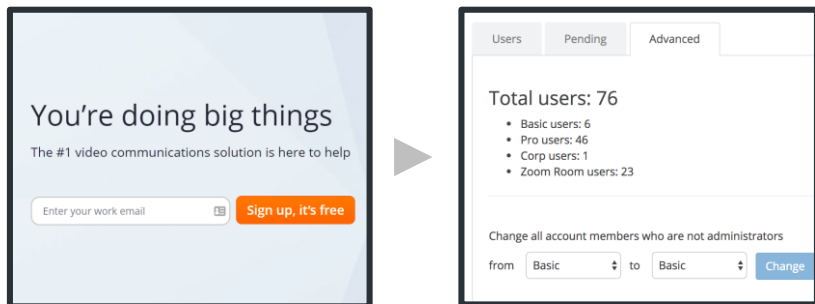 You're doing big things
The #1 video communications solution is here to help
Enter your work email
Sign up, it's free
Users Pending Advanced
Total users: 76
• Basic users: 6
• Pro users: 46
• Corp users: 1
• Zoom Room users: 23
Change all account members who are not administrators
from Basic to Basic Change